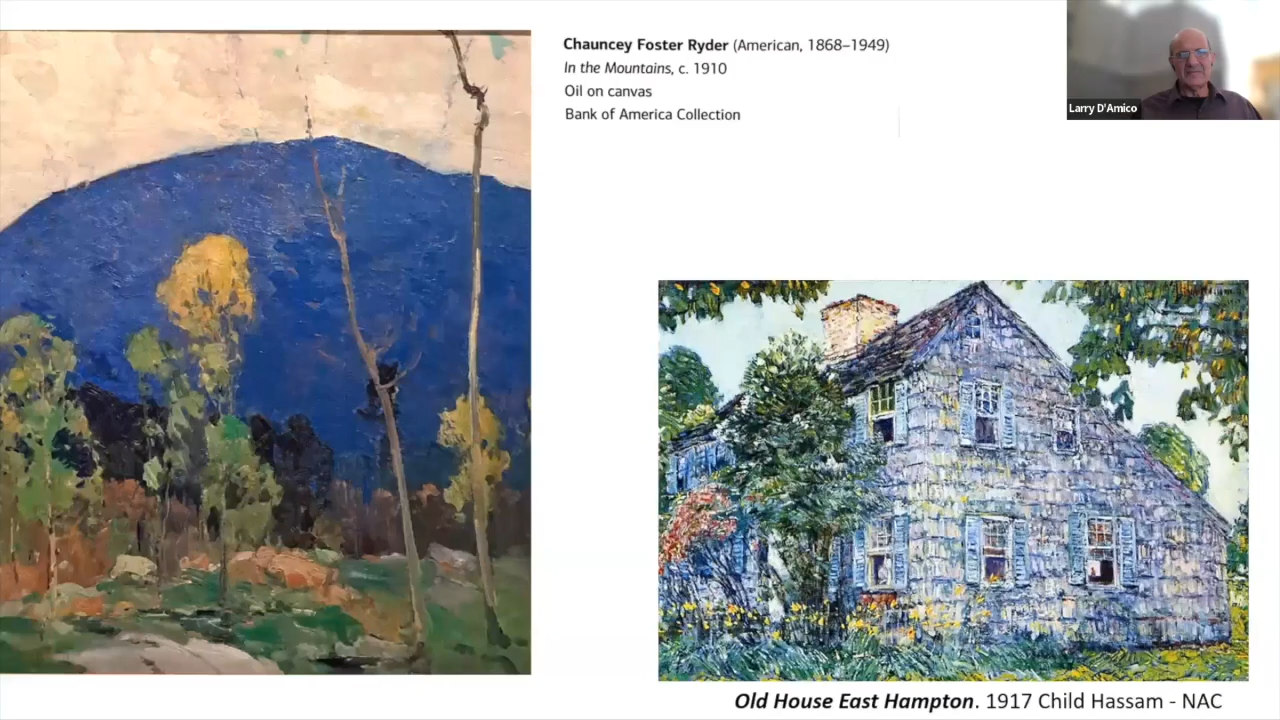 Chauncey Foster Ryder (American, 1868–1949)
In the Mountains, c. 1910
Oil on canvas
Bank of America Collection
Larry D'Amico
Old House East Hampton. 1917 Child Hassam - NAC